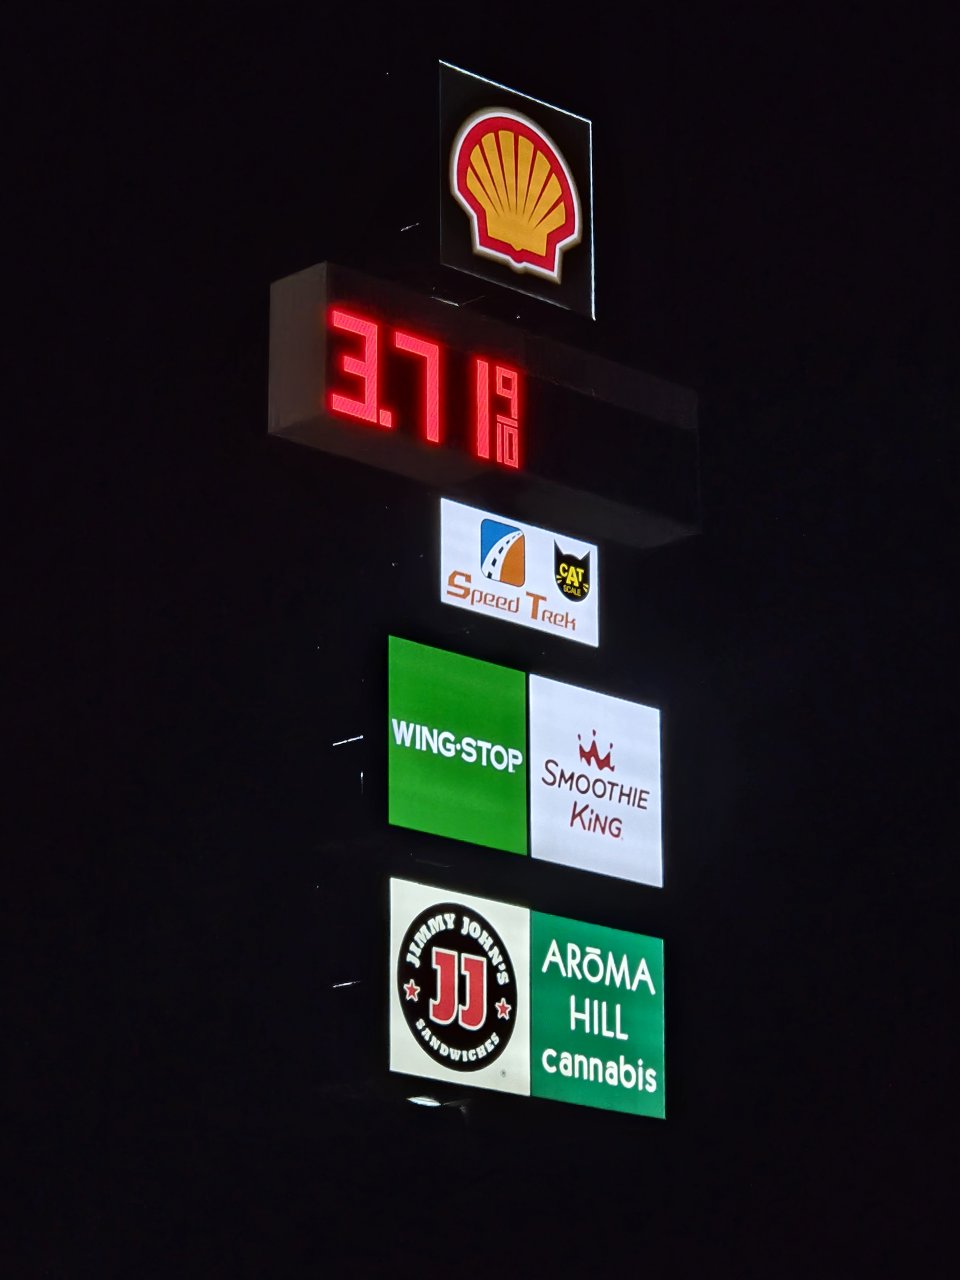 3.71 9/10
CAT
SCALE
Speed Trek
WING·STOP
SMOOTHIE
KiNG
JIMMY JOHN'S
JJ
SANDWICHES
ARōMA
HILL
cannabis